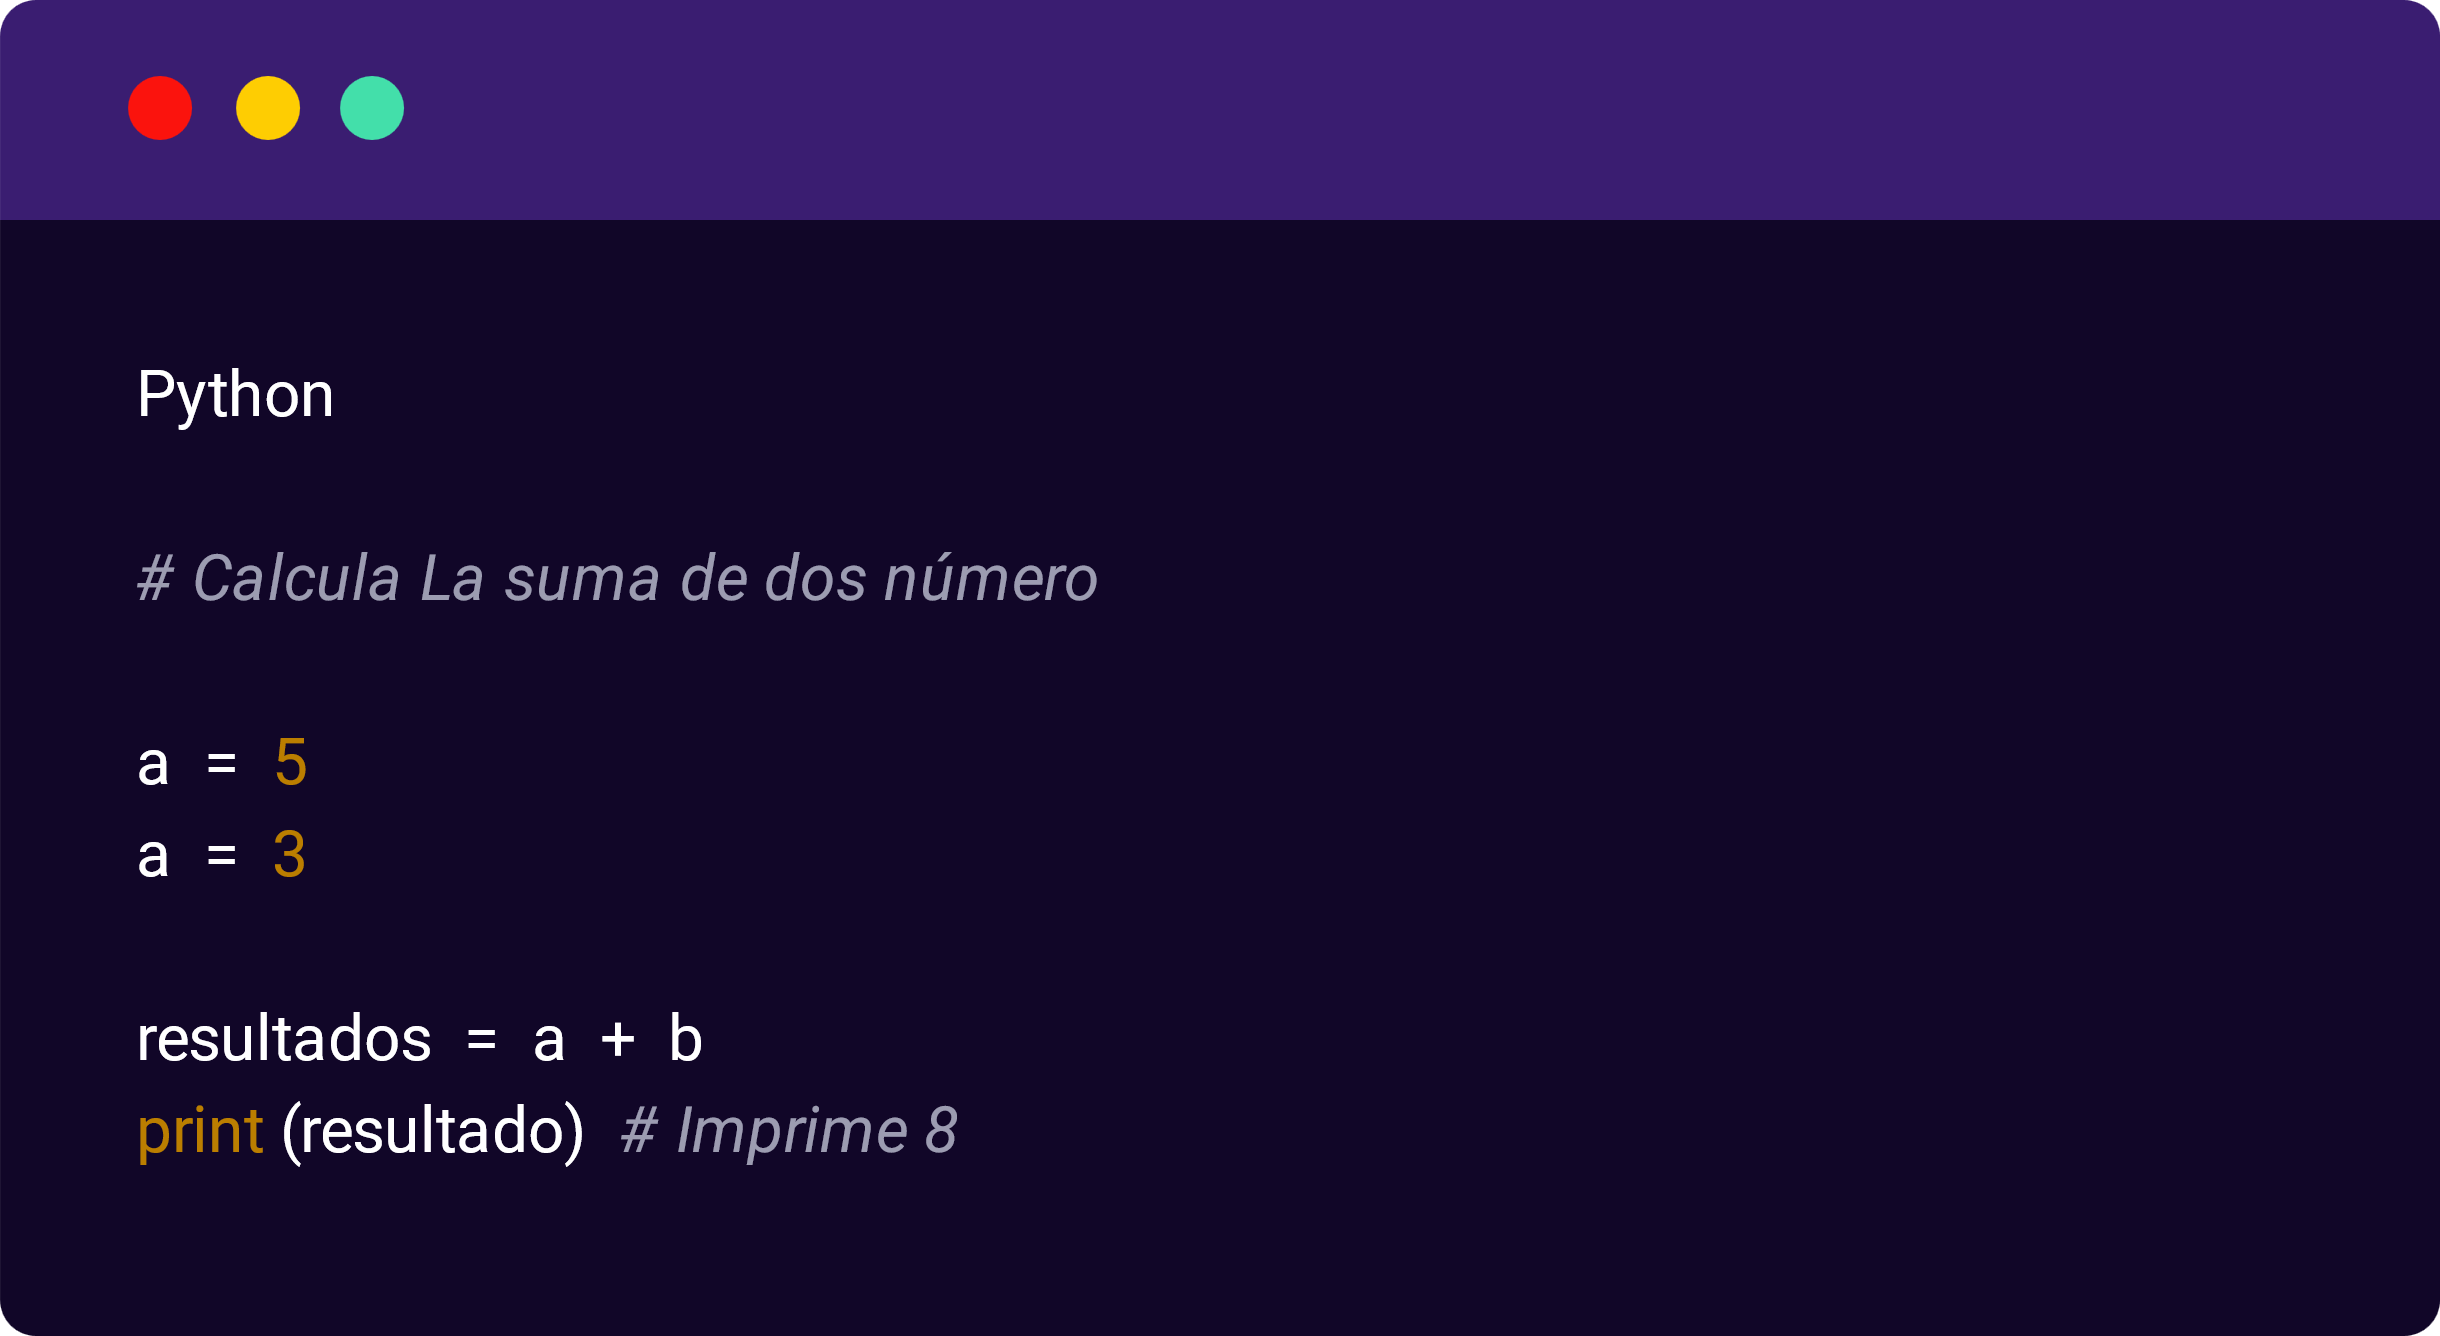 Python
# Calcula La suma de dos número
a = 5
a = 3
resultados = a + b
print (resultado) # Imprime 8